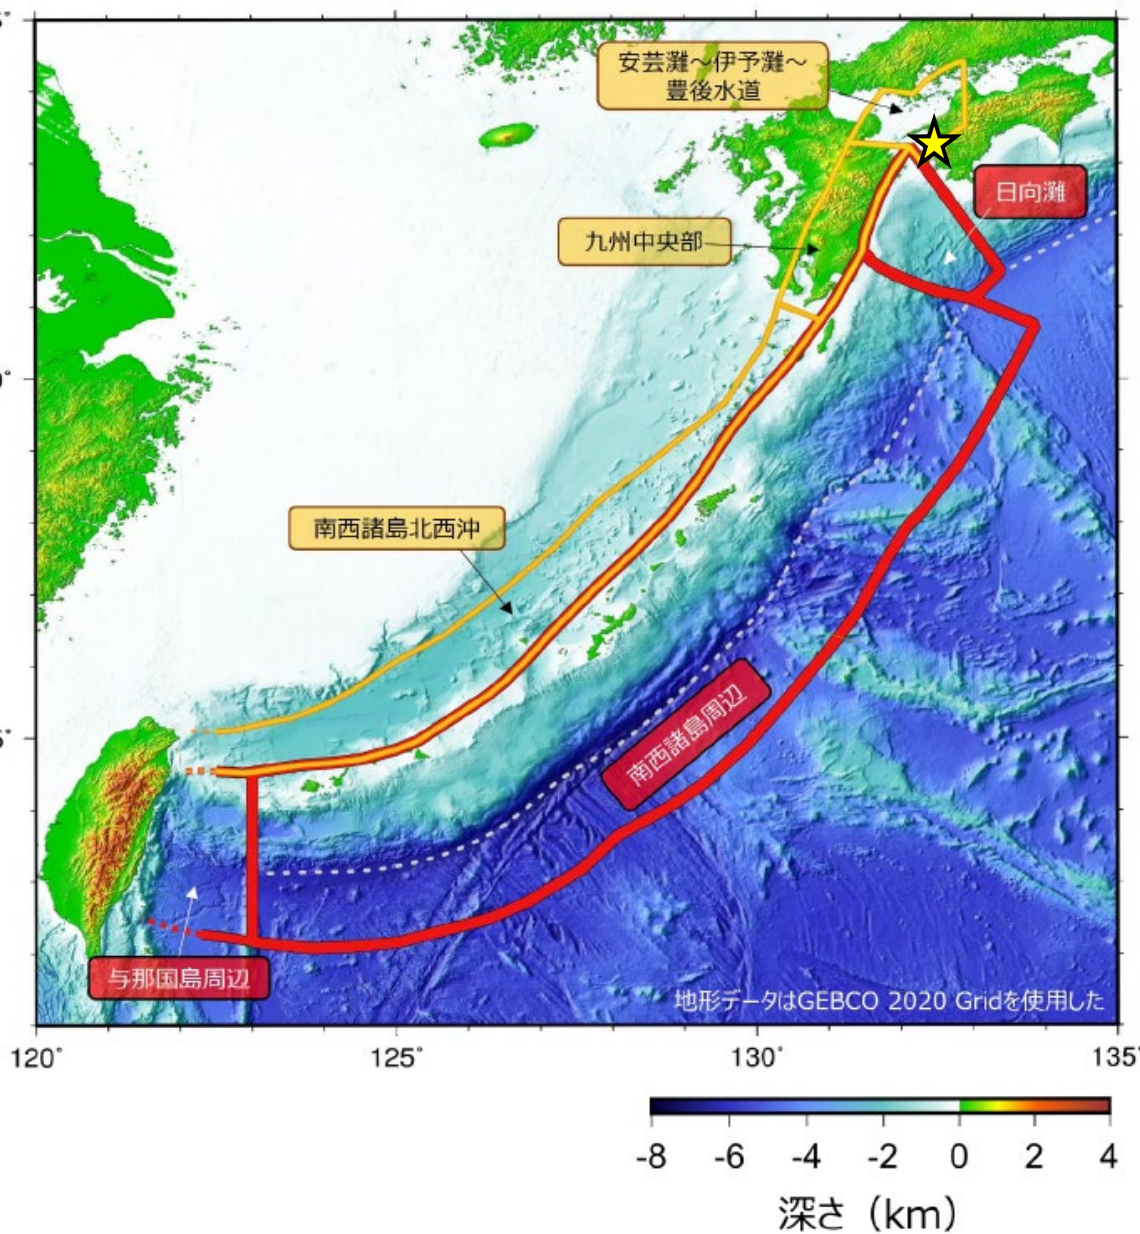 5°
安芸灘~伊予灘~
豊後水道
日向灘
九州中央部
0°
南西諸島北西沖
南西諸島周辺
5°
与那国島周辺
地形データはGEBCO 2020 Gridを使用した
120° 125° 130° 135°
-8 -6 -4 -2 0 2 4
深さ（km）